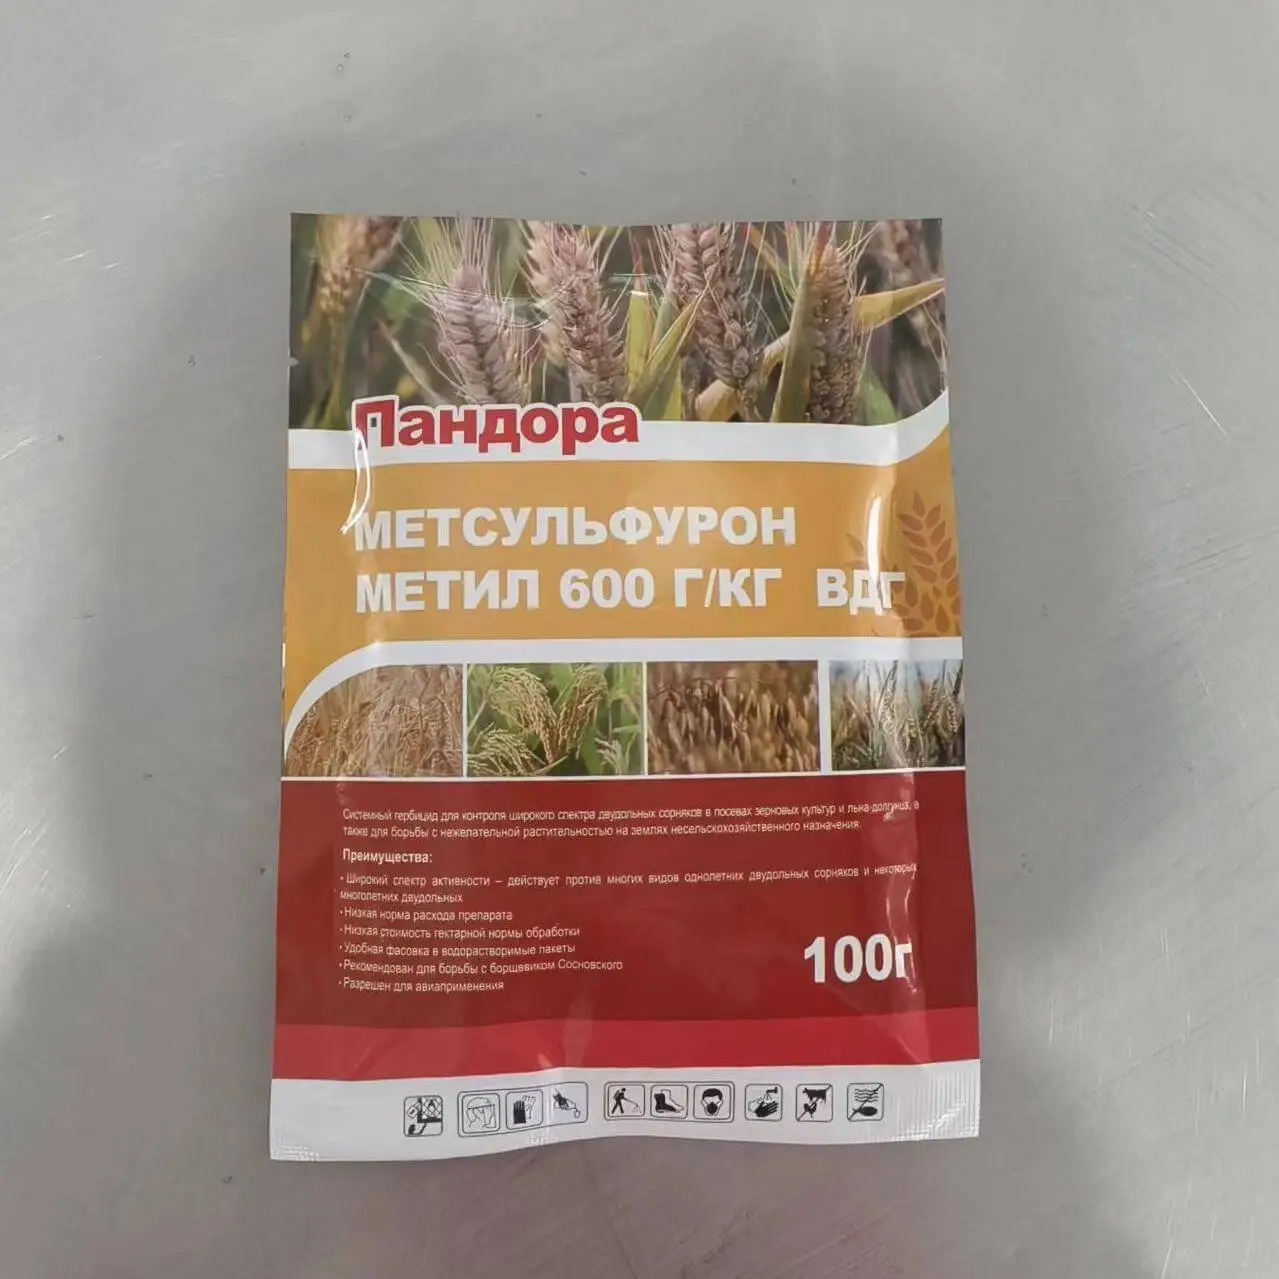 Пандора
МЕТСУЛЬФУРОН
МЕТИЛ 600 Г/КГ ВДГ
Системный гербицид для контроля широкого спектра двудольных сорняков в посевах зерновых культур и льна-долгунца, а
также для борьбы с нежелательной растительностью на землях несельскохозяйственного назначения.
Преимущества:
· Широкий спектр активности – действует против многих видов однолетних двудольных сорняков и некоторых
многолетних двудольных
· Низкая норма расхода препарата
· Низкая стоимость гектарной нормы обработки
· Удобная фасовка в водорастворимые пакеты
· Рекомендован для борьбы с борщевиком Сосновского
· Разрешен для авиаприменения
100г